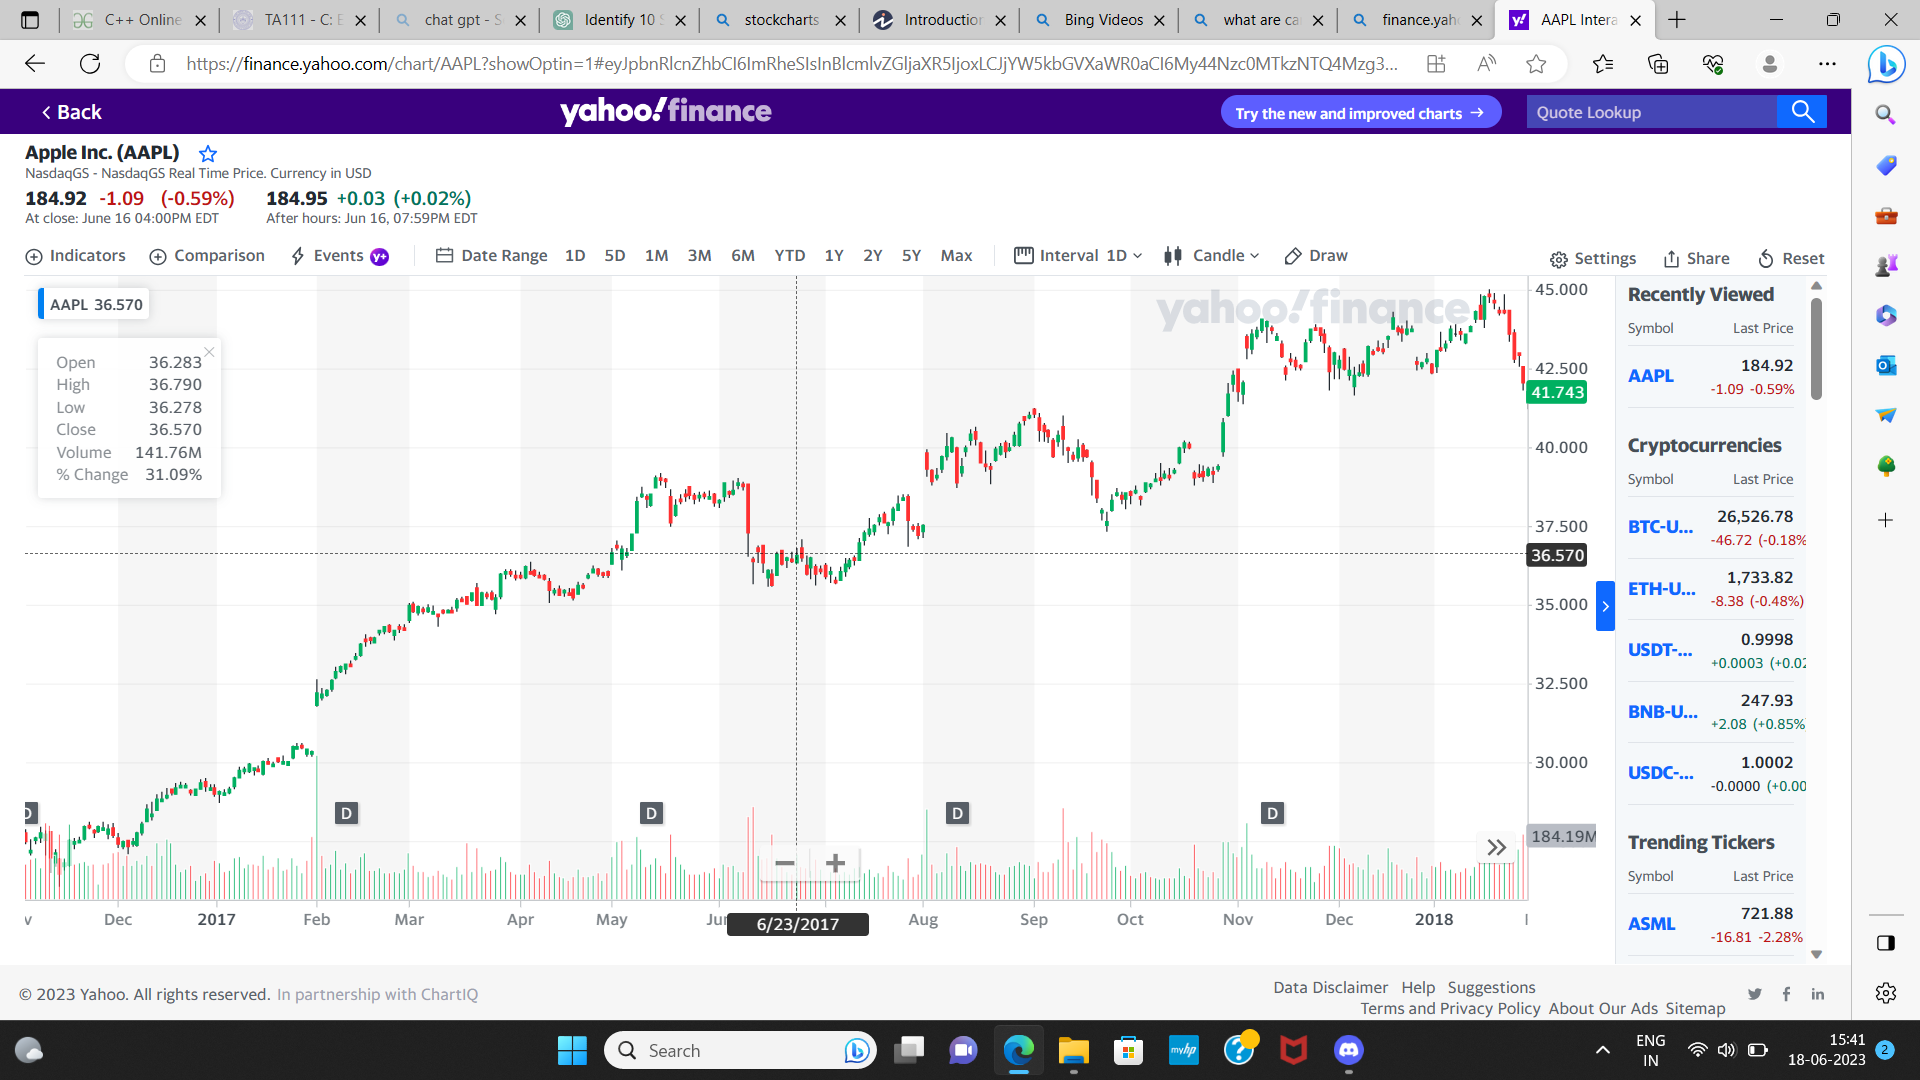 C++ Online
TA111 - C: E
chat gpt - S
Identify 10 S
stockcharts
Introduction
Bing Videos
what are ca
finance.yah
AAPL Intera
https://finance.yahoo.com/chart/AAPL?showOptin=1#eyJpbnRlcnZhbCI6ImRheSIsInBlcmlvZGljaXR5IjoxLCJjYW5kbGVXaWR0aCI6My44Nzc0MTkzNTQ4Mzg3...
Back
yahoo!finance
Try the new and improved charts →
Quote Lookup
Apple Inc. (AAPL)
NasdaqGS - NasdaqGS Real Time Price. Currency in USD
184.92 -1.09 (-0.59%)
184.95 +0.03 (+0.02%)
At close: June 16 04:00PM EDT
After hours: Jun 16, 07:59PM EDT
Indicators
Comparison
Events
y+
Date Range 1D 5D 1M 3M 6M YTD 1Y 2Y 5Y Max
Interval 1D
Candle
Draw
Settings
Share
Reset
AAPL 36.570
Open 36.283
High 36.790
Low 36.278
Close 36.570
Volume 141.76M
% Change 31.09%
yahoo!finance
45.000
42.500
41.743
40.000
37.500
36.570
35.000
32.500
30.000
184.19M
D
D
D
D
D
Dec 2017 Feb Mar Apr May Jun 6/23/2017 Aug Sep Oct Nov Dec 2018
Recently Viewed
Symbol Last Price
AAPL 184.92
-1.09 -0.59%
Cryptocurrencies
Symbol Last Price
BTC-U... 26,526.78
-46.72 (-0.18%
ETH-U... 1,733.82
-8.38 (-0.48%)
USDT-... 0.9998
+0.0003 (+0.02
BNB-U... 247.93
+2.08 (+0.85%
USDC-... 1.0002
-0.0000 (+0.00
Trending Tickers
Symbol Last Price
ASML 721.88
-16.81 -2.28%
© 2023 Yahoo. All rights reserved. In partnership with ChartIQ
Data Disclaimer Help Suggestions
Terms and Privacy Policy About Our Ads Sitemap
Search
myhp
ENG
IN
15:41
18-06-2023
2